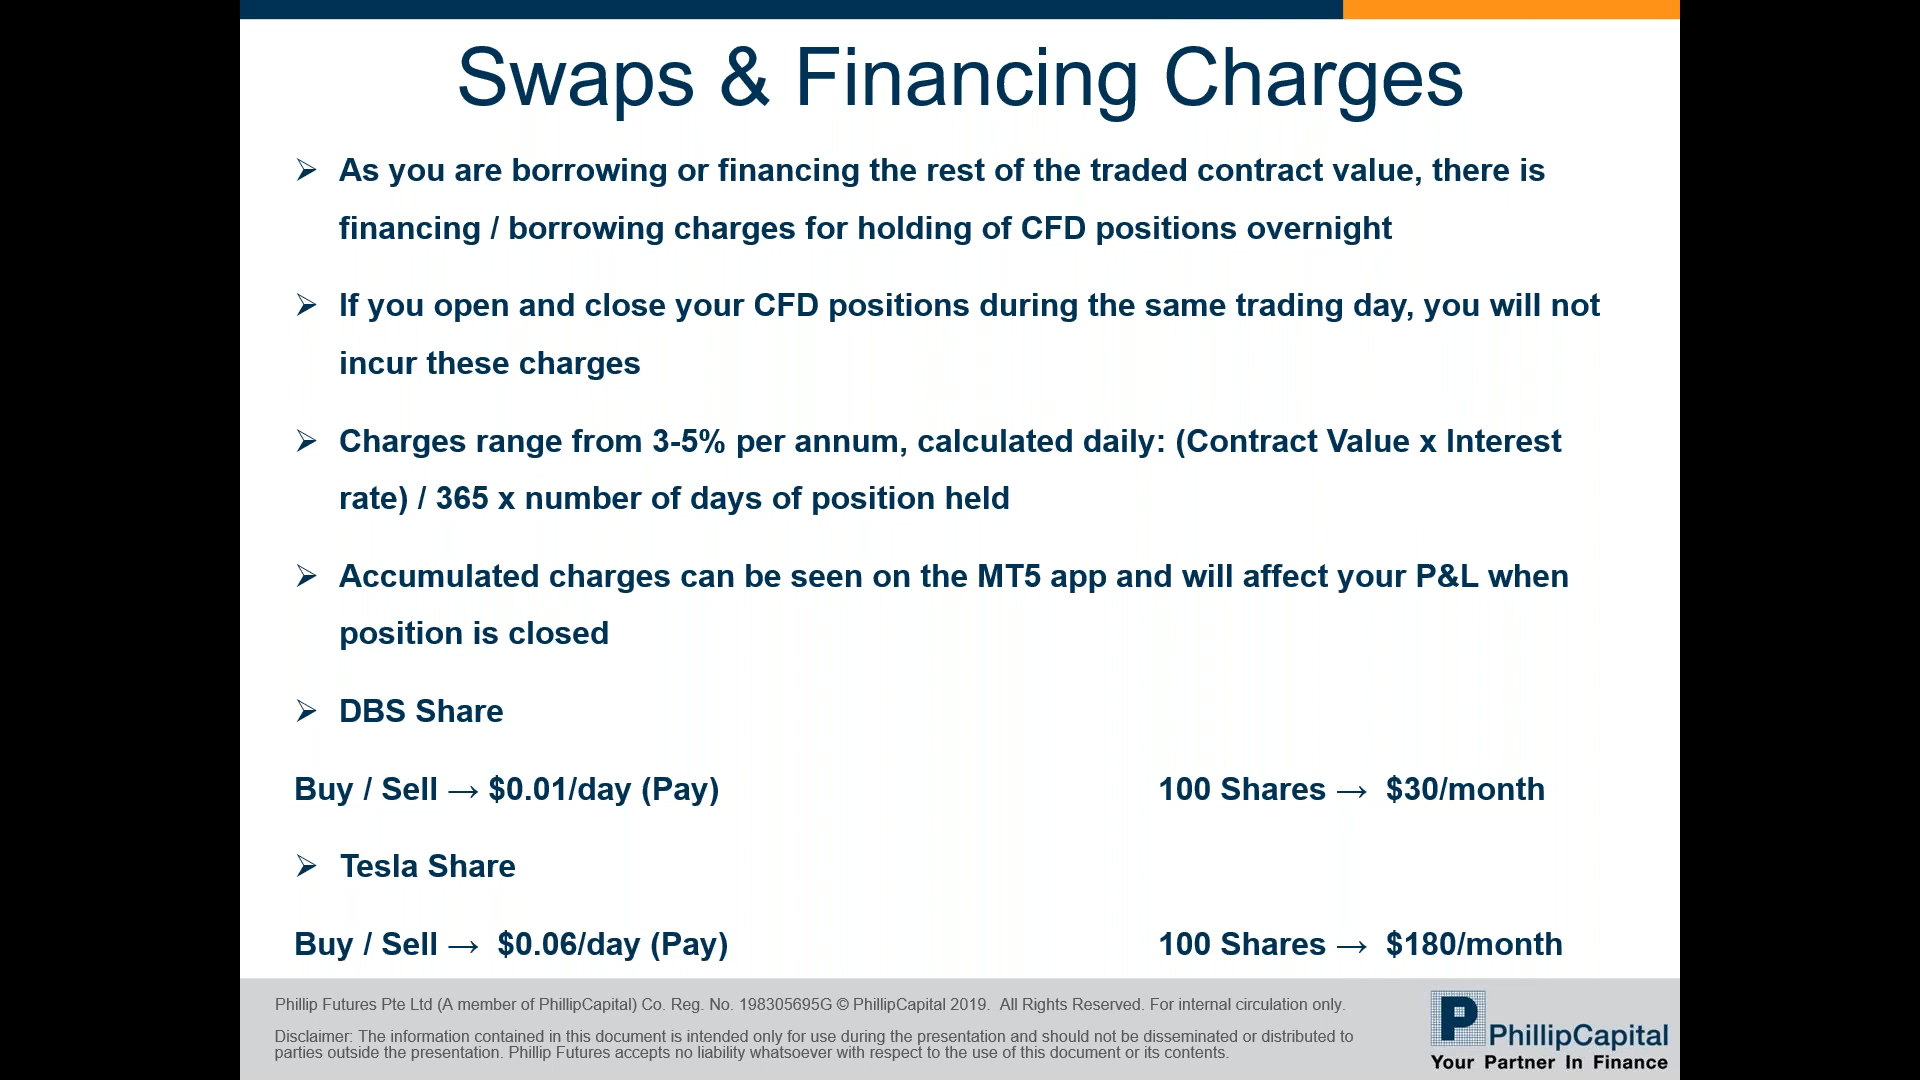 Swaps & Financing Charges
➢ As you are borrowing or financing the rest of the traded contract value, there is
financing / borrowing charges for holding of CFD positions overnight
➢ If you open and close your CFD positions during the same trading day, you will not
incur these charges
➢ Charges range from 3-5% per annum, calculated daily: (Contract Value x Interest
rate) / 365 x number of days of position held
➢ Accumulated charges can be seen on the MT5 app and will affect your P&L when
position is closed
➢ DBS Share
Buy / Sell → $0.01/day (Pay) 100 Shares → $30/month
➢ Tesla Share
Buy / Sell → $0.06/day (Pay) 100 Shares → $180/month
Phillip Futures Pte Ltd (A member of PhillipCapital) Co. Reg. No. 198305695G © PhillipCapital 2019. All Rights Reserved. For internal circulation only.
Disclaimer: The information contained in this document is intended only for use during the presentation and should not be disseminated or distributed to
parties outside the presentation. Phillip Futures accepts no liability whatsoever with respect to the use of this document or its contents.
PhillipCapital
Your Partner In Finance